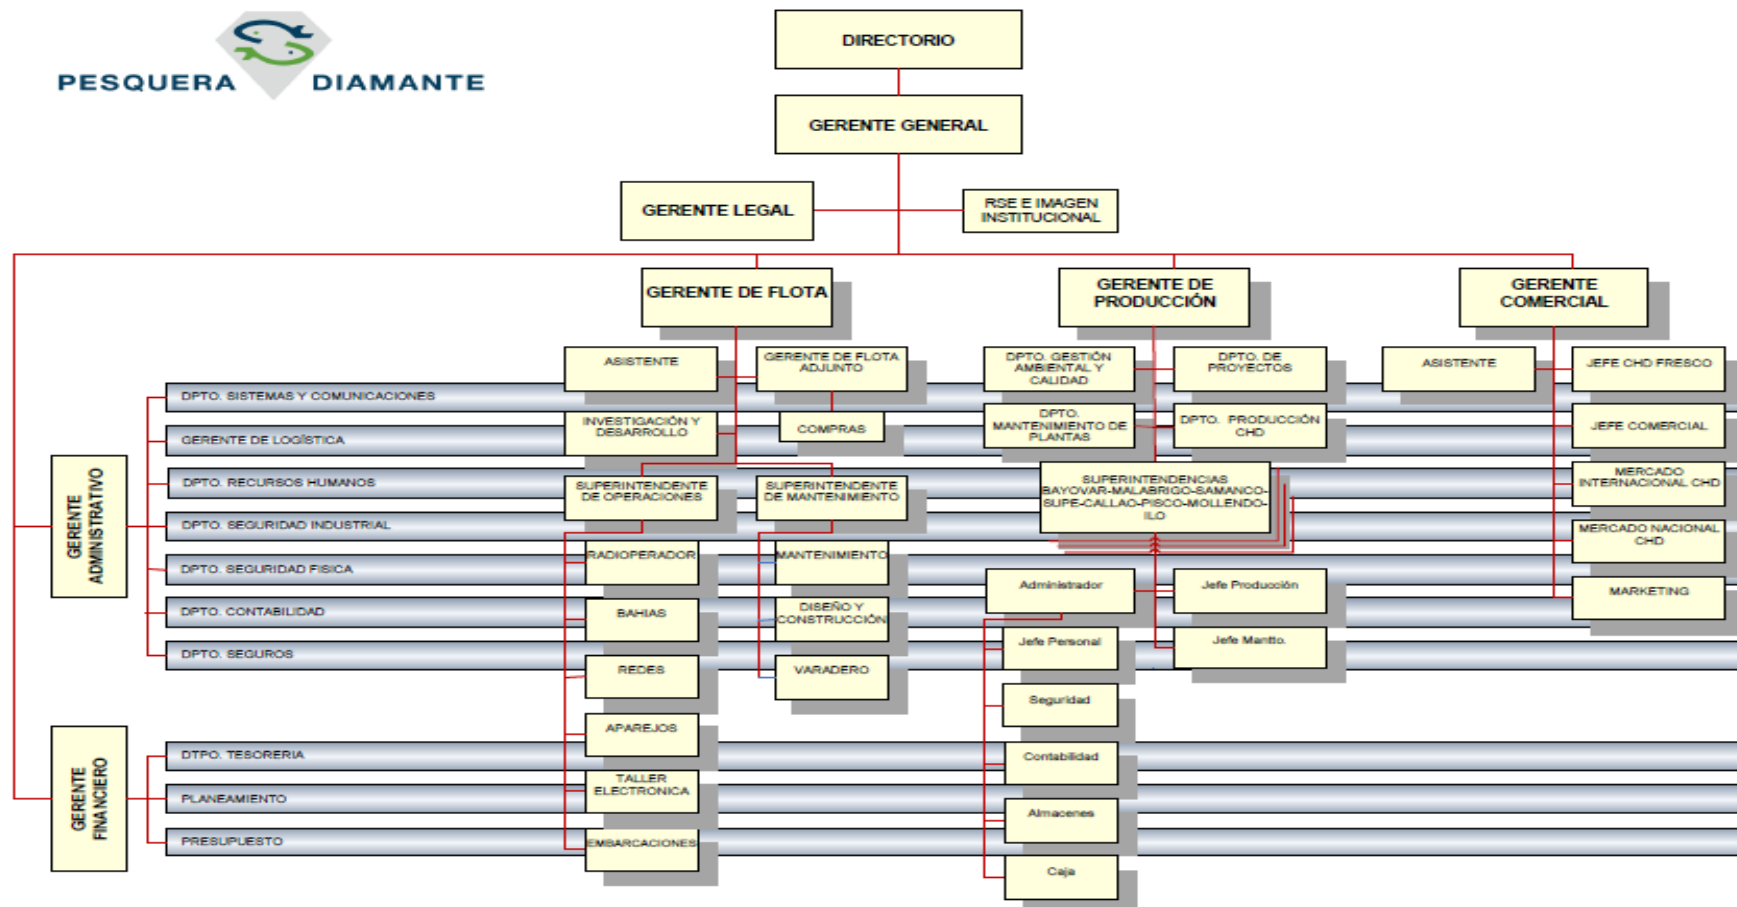 PESQUERA DIAMANTE
DIRECTORIO
GERENTE GENERAL
GERENTE LEGAL
RSE E IMAGEN
INSTITUCIONAL
GERENTE DE FLOTA
GERENTE DE
PRODUCCIÓN
GERENTE
COMERCIAL
GERENTE
ADMINISTRATIVO
DPTO. SISTEMAS Y COMUNICACIONES
GERENTE DE LOGÍSTICA
DPTO. RECURSOS HUMANOS
DPTO. SEGURIDAD INDUSTRIAL
DPTO. SEGURIDAD FISICA
DPTO. CONTABILIDAD
DPTO. SEGUROS
GERENTE
FINANCIERO
DTPO. TESORERIA
PLANEAMIENTO
PRESUPUESTO
ASISTENTE
GERENTE DE FLOTA
ADJUNTO
INVESTIGACIÓN Y
DESARROLLO
COMPRAS
SUPERINTENDENTE
DE OPERACIONES
SUPERINTENDENTE
DE MANTENIMIENTO
RADIOPERADOR
BAHIAS
REDES
APAREJOS
TALLER
ELECTRONICA
EMBARCACIONES
MANTENIMIENTO
DISEÑO Y
CONSTRUCCIÓN
VARADERO
DPTO. GESTIÓN
AMBIENTAL Y
CALIDAD
DPTO. DE
PROYECTOS
DPTO.
MANTENIMIENTO DE
PLANTAS
DPTO. PRODUCCIÓN
CHD
SUPERINTENDENCIAS
BAYOVAR-MALABRIGO-SAMANCO-
SUPE-CALLAO-PISCO-MOLLENDO-
ILO
Administrador
Jefe Producción
Jefe Personal
Jefe Mantto.
Seguridad
Contabilidad
Almacenes
Caja
ASISTENTE
JEFE CHD FRESCO
JEFE COMERCIAL
MERCADO
INTERNACIONAL CHD
MERCADO NACIONAL
CHD
MARKETING